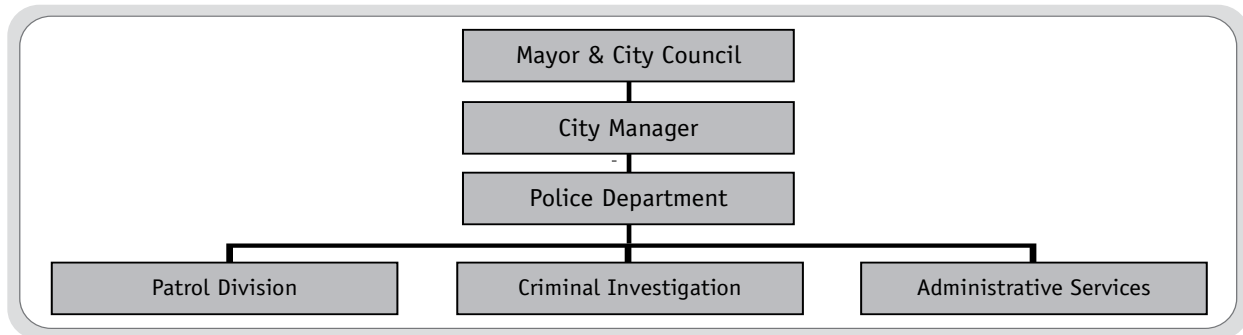 Mayor & City Council
City Manager
-
Police Department
Patrol Division
Criminal Investigation
Administrative Services